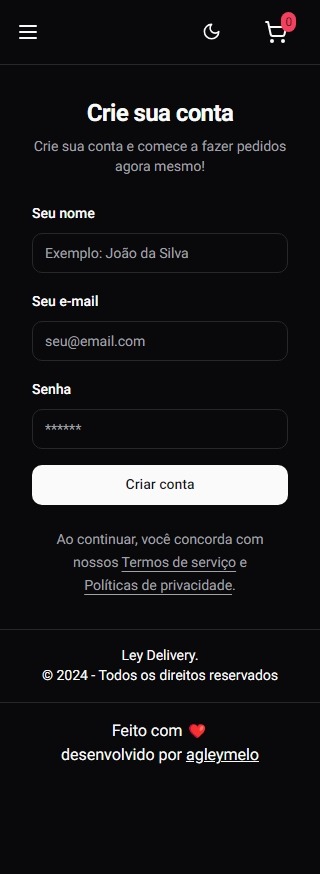 0
Crie sua conta
Crie sua conta e comece a fazer pedidos
agora mesmo!
Seu nome
Exemplo: João da Silva
Seu e-mail
seu@email.com
Senha
******
Criar conta
Ao continuar, você concorda com
nossos Termos de serviço e
Políticas de privacidade.
Ley Delivery.
© 2024 - Todos os direitos reservados
Feito com ❤️
desenvolvido por agleymelo